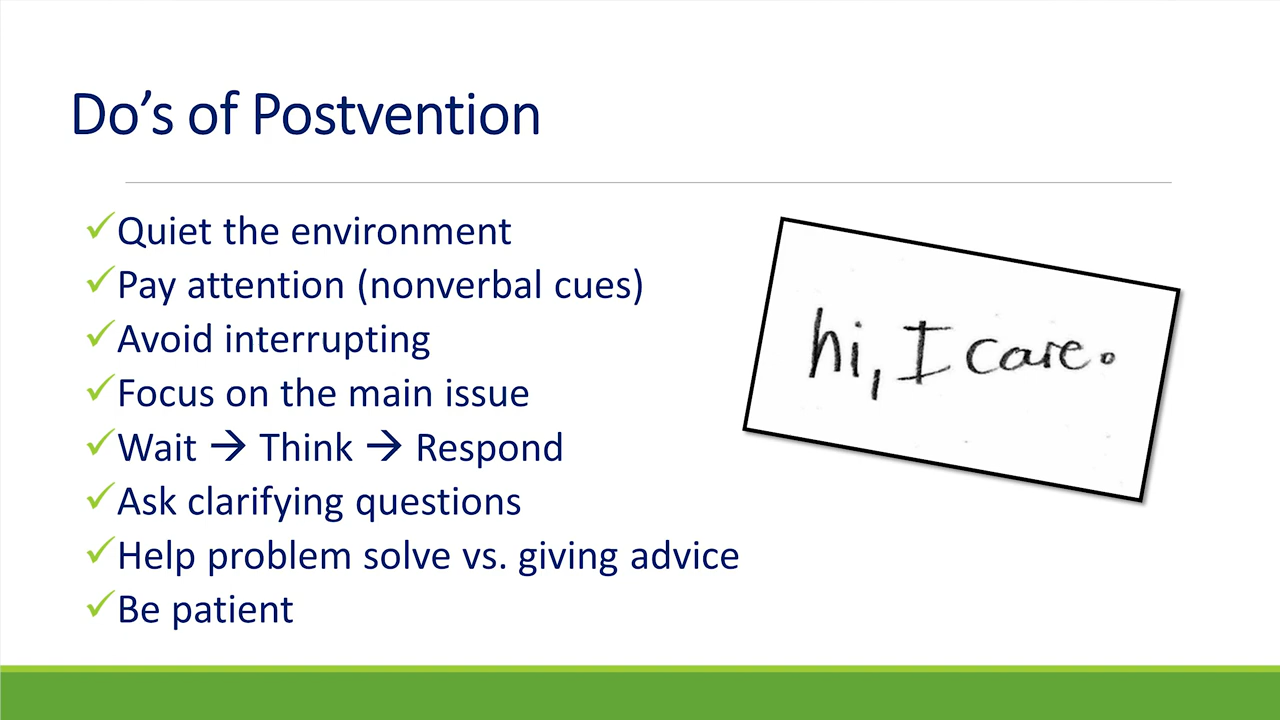 Do’s of Postvention
✓Quiet the environment
✓Pay attention (nonverbal cues)
✓Avoid interrupting
✓Focus on the main issue
✓Wait → Think → Respond
✓Ask clarifying questions
✓Help problem solve vs. giving advice
✓Be patient
hi, I care.